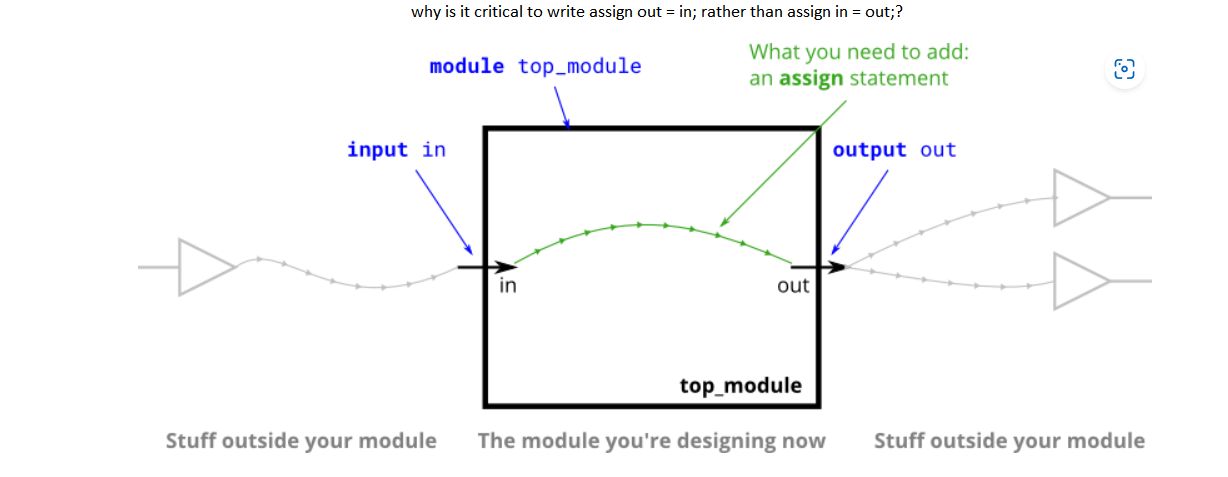 why is it critical to write assign out = in; rather than assign in = out;?
What you need to add:
an assign statement
module top_module
input in
output out
in
out
top_module
Stuff outside your module
The module you're designing now
Stuff outside your module